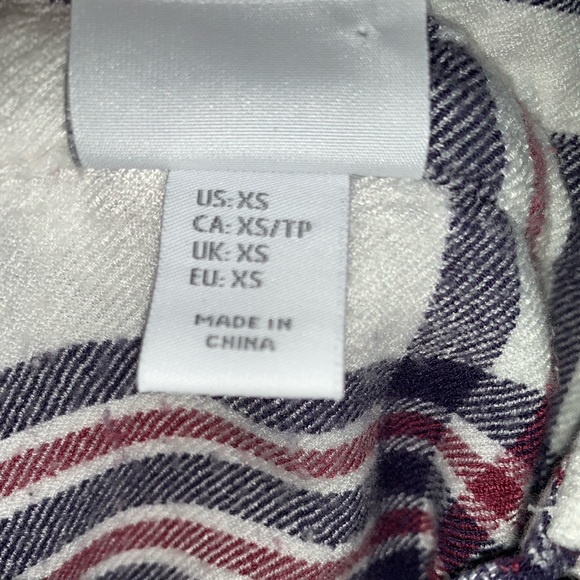 US: XS
CA: XS/TP
UK: XS
EU: XS
MADE IN
CHINA